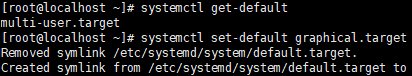 [root@localhost ~]# systemctl get-default
multi-user.target
[root@localhost ~]# systemctl set-default graphical.target
Removed symlink /etc/systemd/system/default.target.
Created symlink from /etc/systemd/system/default.target to